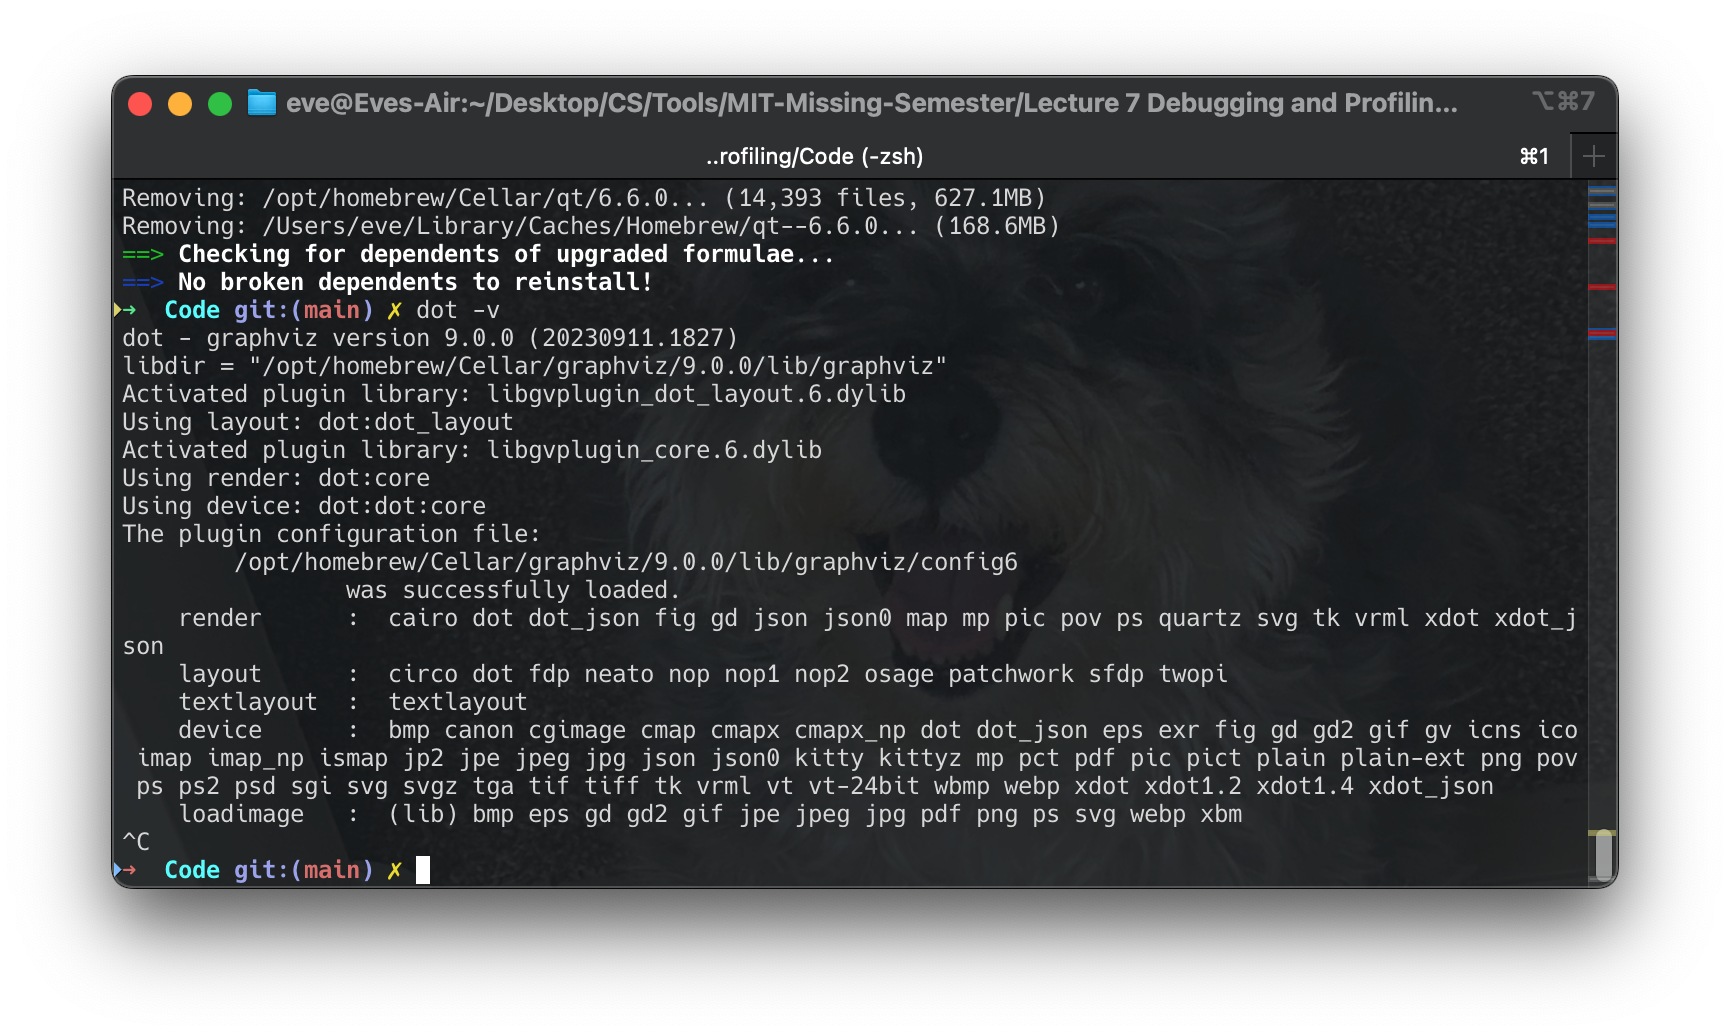 eve@Eves-Air:~/Desktop/CS/Tools/MIT-Missing-Semester/Lecture 7 Debugging and Profilin... ⌥⌘7
..rofiling/Code (-zsh) ⌘1
Removing: /opt/homebrew/Cellar/qt/6.6.0... (14,393 files, 627.1MB)
Removing: /Users/eve/Library/Caches/Homebrew/qt--6.6.0... (168.6MB)
==> Checking for dependents of upgraded formulae...
==> No broken dependents to reinstall!
➜  Code git:(main) ✗ dot -v
dot - graphviz version 9.0.0 (20230911.1827)
libdir = "/opt/homebrew/Cellar/graphviz/9.0.0/lib/graphviz"
Activated plugin library: libgvplugin_dot_layout.6.dylib
Using layout: dot:dot_layout
Activated plugin library: libgvplugin_core.6.dylib
Using render: dot:core
Using device: dot:dot:core
The plugin configuration file:
/opt/homebrew/Cellar/graphviz/9.0.0/lib/graphviz/config6
was successfully loaded.
render : cairo dot dot_json fig gd json json0 map mp pic pov ps quartz svg tk vrml xdot xdot_j
son
layout : circo dot fdp neato nop nop1 nop2 osage patchwork sfdp twopi
textlayout : textlayout
device : bmp canon cgimage cmap cmapx cmapx_np dot dot_json eps exr fig gd gd2 gif gv icns ico
imap imap_np ismap jp2 jpe jpeg jpg json json0 kitty kittyz mp pct pdf pic pict plain plain-ext png pov
ps ps2 psd sgi svg svgz tga tif tiff tk vrml vt vt-24bit wbmp webp xdot xdot1.2 xdot1.4 xdot_json
loadimage : (lib) bmp eps gd gd2 gif jpe jpeg jpg pdf png ps svg webp xbm
^C
➜  Code git:(main) ✗